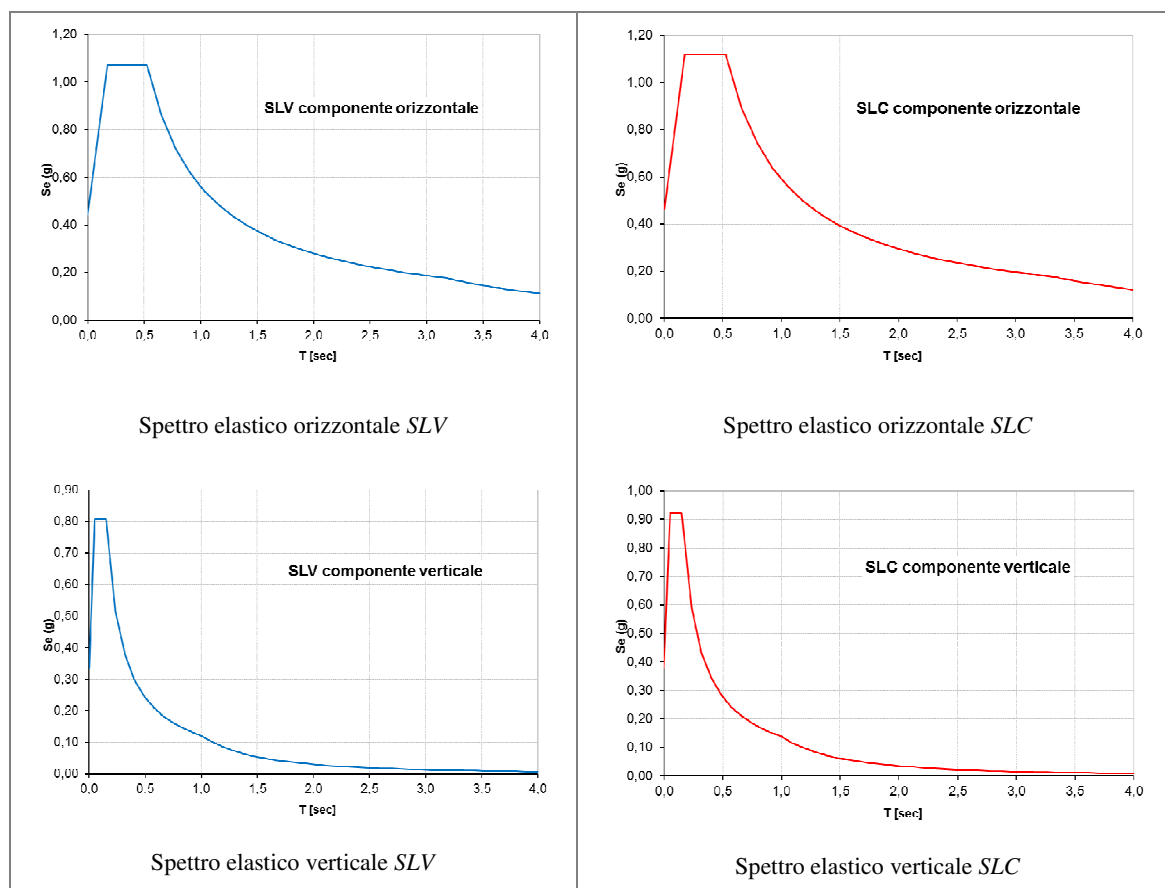 1,20
1,00
0,80
0,60
0,40
0,20
0,00
Se (g)
SLV componente orizzontale
0,0 0,5 1,0 1,5 2,0 2,5 3,0 3,5 4,0
T [sec]
Spettro elastico orizzontale SLV
1,20
1,00
0,80
0,60
0,40
0,20
0,00
Se (g)
SLC componente orizzontale
0,0 0,5 1,0 1,5 2,0 2,5 3,0 3,5 4,0
T [sec]
Spettro elastico orizzontale SLC
0,90
0,80
0,70
0,60
0,50
0,40
0,30
0,20
0,10
0,00
Se (g)
SLV componente verticale
0,0 0,5 1,0 1,5 2,0 2,5 3,0 3,5 4,0
T [sec]
Spettro elastico verticale SLV
1,00
0,90
0,80
0,70
0,60
0,50
0,40
0,30
0,20
0,10
0,00
Se (g)
SLC componente verticale
0,0 0,5 1,0 1,5 2,0 2,5 3,0 3,5 4,0
T [sec]
Spettro elastico verticale SLC